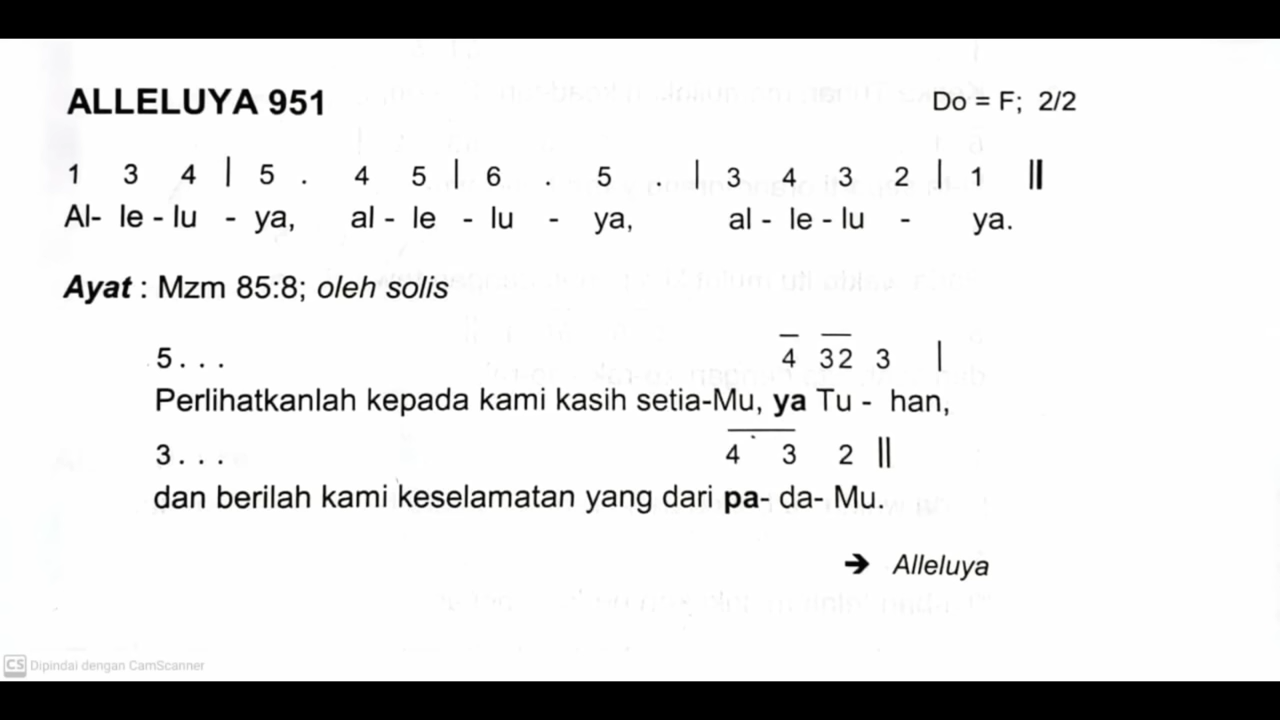 ALLELUYA 951
Do = F; 2/2
1 3 4 | 5 . 4 5 | 6 . 5 . | 3 4 3 2 | 1 ||
Al- le - lu - ya, al - le - lu - ya, al - le - lu - ya.
Ayat : Mzm 85:8; oleh solis
5 . . . 4 32 3 |
Perlihatkanlah kepada kami kasih setia-Mu, ya Tu - han,
3 . . . 4 3 2 ||
dan berilah kami keselamatan yang dari pa- da- Mu.
➔ Alleluya
CS Dipindai dengan CamScanner